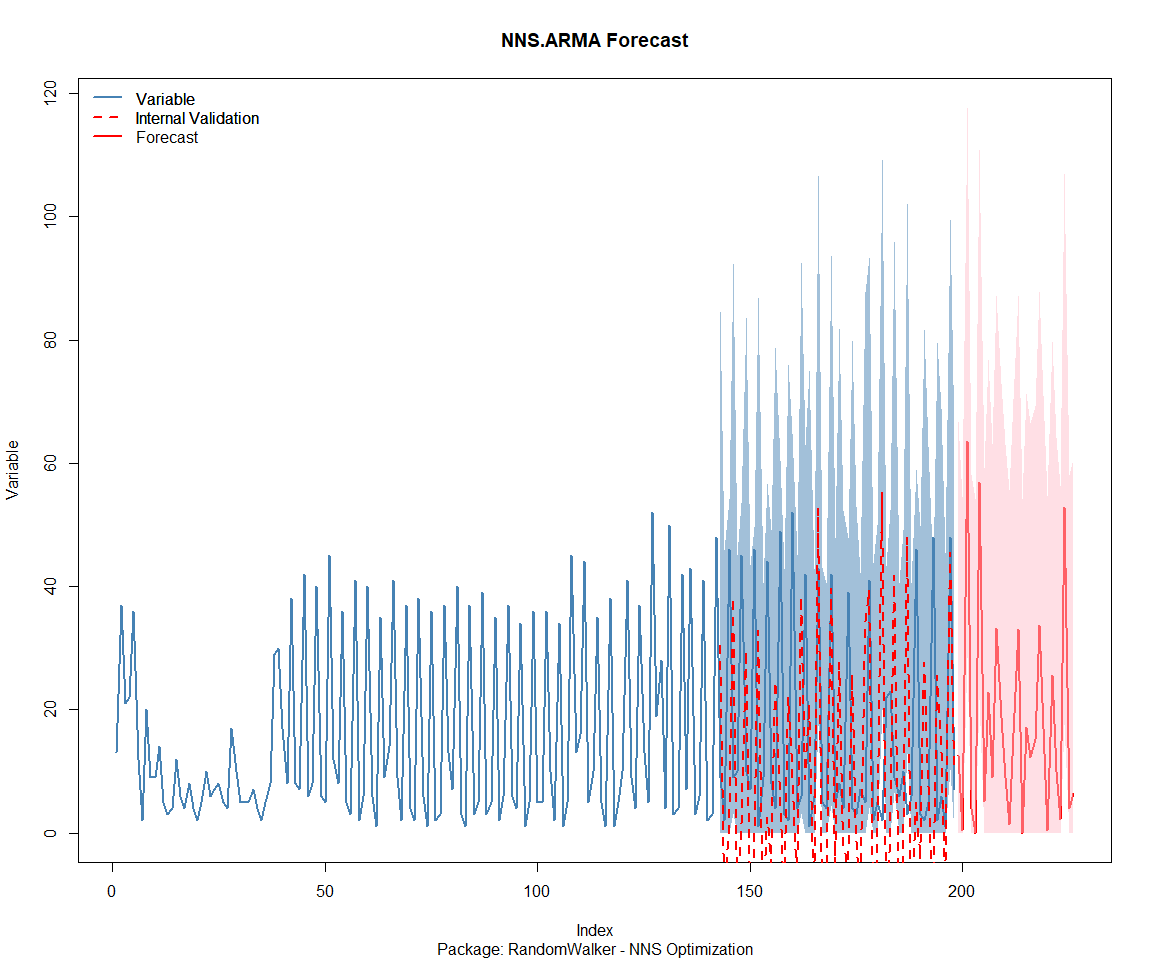 NNS.ARMA Forecast
Variable
Internal Validation
Forecast
120
100
80
60
40
20
0
Variable
0
50
100
150
200
Index
Package: RandomWalker - NNS Optimization